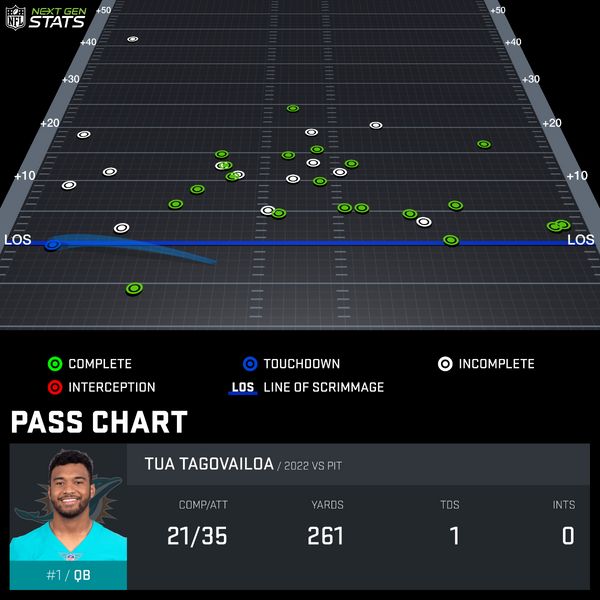 NFL NEXT GEN STATS
+50 +50
+40 +40
+30 +30
+20 +20
+10 +10
LOS LOS
COMPLETE TOUCHDOWN INCOMPLETE
INTERCEPTION LOS LINE OF SCRIMMAGE
PASS CHART
TUA TAGOVAILOA / 2022 VS PIT
COMP/ATT YARDS TDS INTS
21/35 261 1 0
#1 / QB